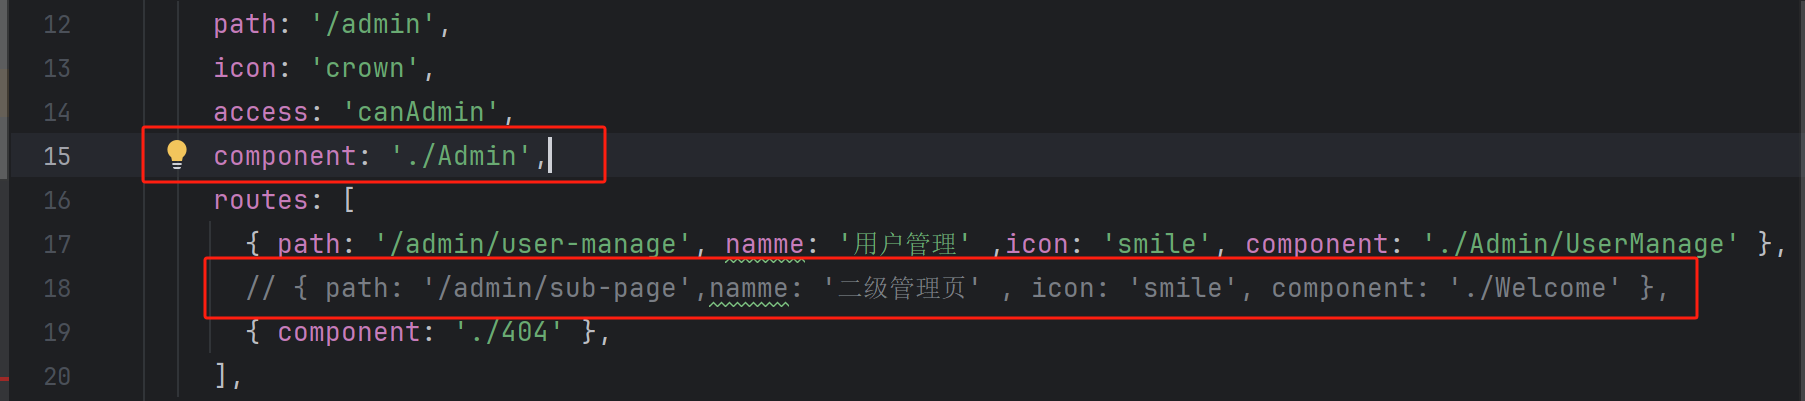 12 path: '/admin',
13 icon: 'crown',
14 access: 'canAdmin',
15 component: './Admin',
16 routes: [
17 { path: '/admin/user-manage', namme: '用户管理' ,icon: 'smile', component: './Admin/UserManage' },
18 // { path: '/admin/sub-page',namme: '二级管理页' , icon: 'smile', component: './Welcome' },
19 { component: './404' },
20 ],